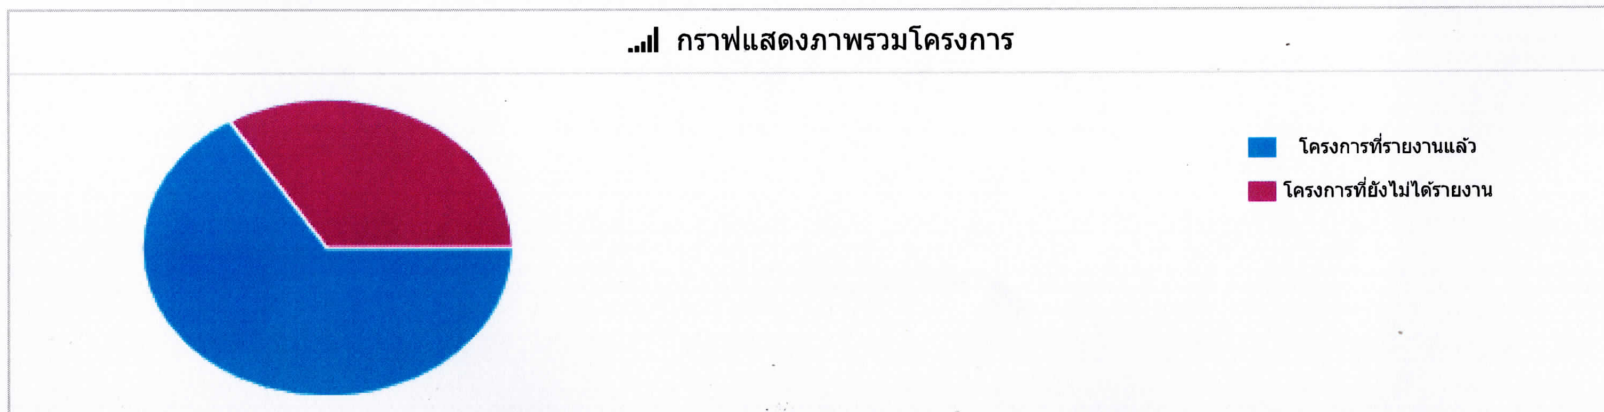 กราฟแสดงภาพรวมโครงการ
โครงการที่รายงานแล้ว
โครงการที่ยังไม่ได้รายงาน